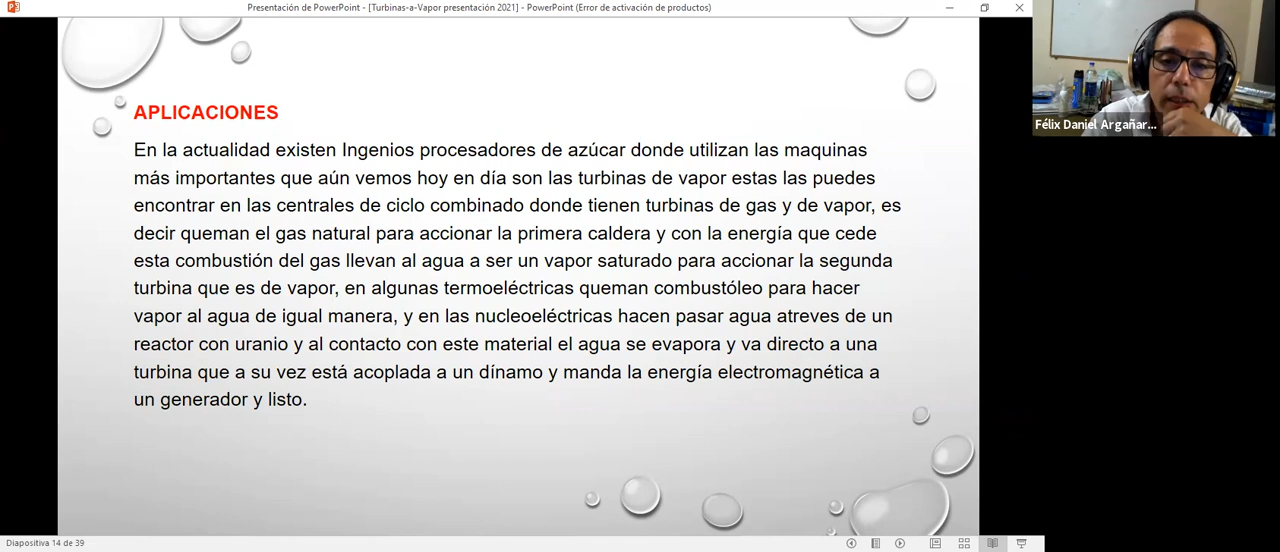 Presentación de PowerPoint - [Turbinas-a-Vapor presentación 2021] - PowerPoint (Error de activación de productos)
APLICACIONES
En la actualidad existen Ingenios procesadores de azúcar donde utilizan las maquinas
más importantes que aún vemos hoy en día son las turbinas de vapor estas las puedes
encontrar en las centrales de ciclo combinado donde tienen turbinas de gas y de vapor, es
decir queman el gas natural para accionar la primera caldera y con la energía que cede
esta combustión del gas llevan al agua a ser un vapor saturado para accionar la segunda
turbina que es de vapor, en algunas termoeléctricas queman combustóleo para hacer
vapor al agua de igual manera, y en las nucleoeléctricas hacen pasar agua atreves de un
reactor con uranio y al contacto con este material el agua se evapora y va directo a una
turbina que a su vez está acoplada a un dínamo y manda la energía electromagnética a
un generador y listo.
Félix Daniel Argañar...
Diapositiva 14 de 39